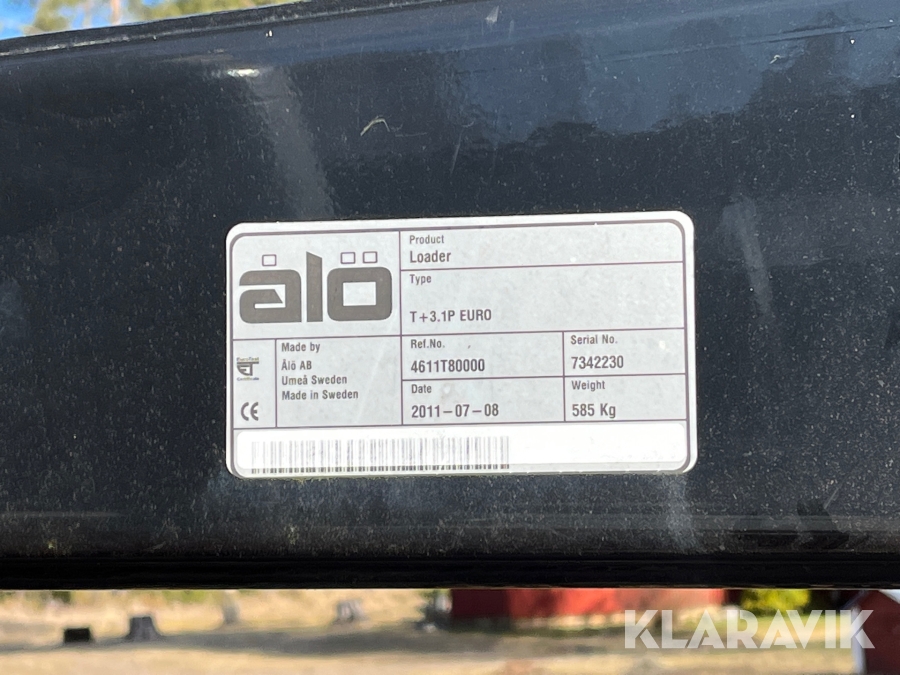 ålö
Product
Loader
Type
T+3.1P EURO
Made by
Ålö AB
Umeå Sweden
Made in Sweden
CE
Ref.No.
4611T80000
Serial No.
7342230
Date
2011-07-08
Weight
585 Kg
KLARAVIK